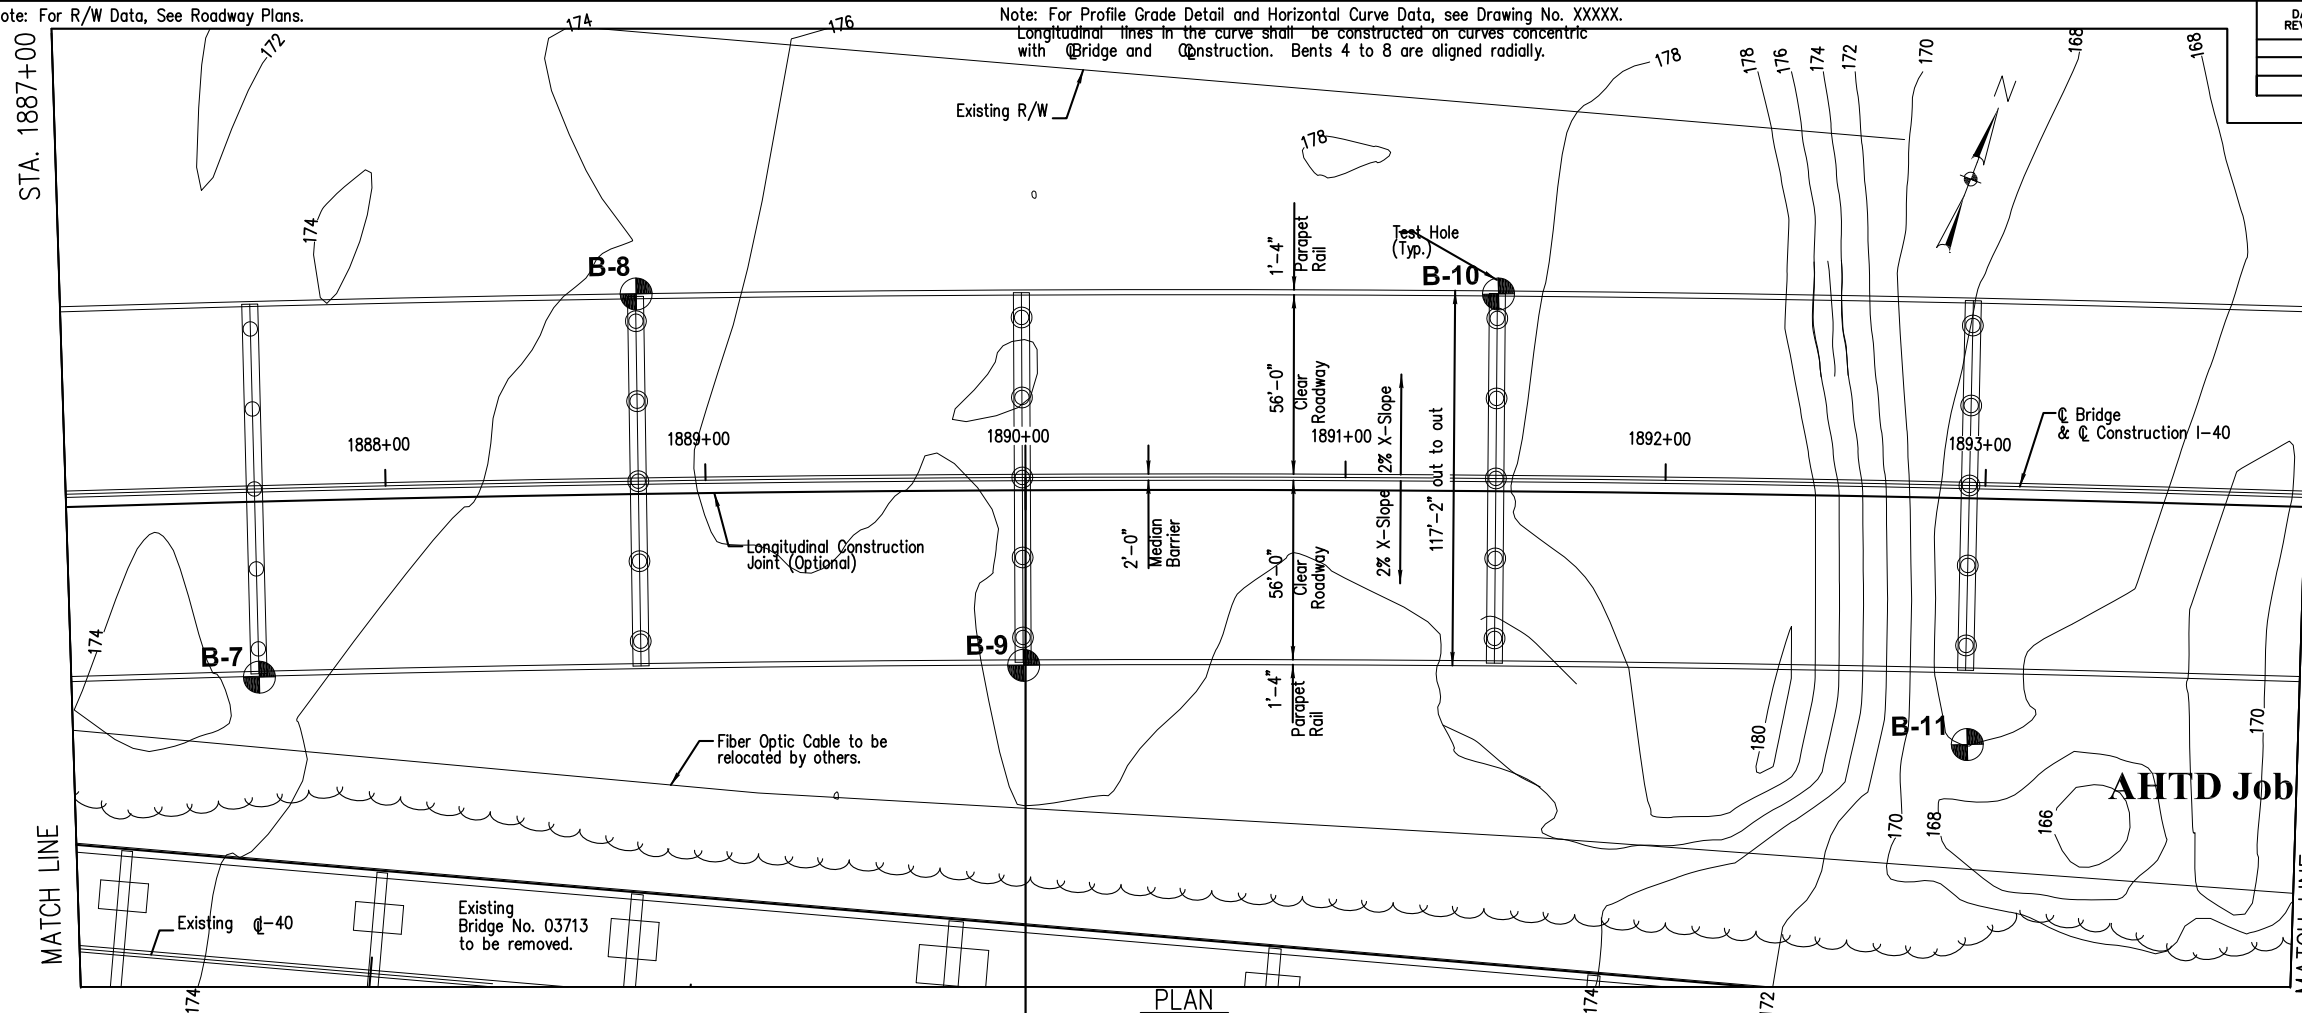 ote: For R/W Data, See Roadway Plans.
Note: For Profile Grade Detail and Horizontal Curve Data, see Drawing No. XXXXX.
Longitudinal lines in the curve shall be constructed on curves concentric
with ℄ Bridge and ℄ Construction. Bents 4 to 8 are aligned radially.
STA. 1887+00
MATCH LINE
172
174
176
178
178
176
174
172
170
168
168
N
Existing R/W
178
174
Test Hole
(Typ.)
1'-4"
Parapet
Rail
B-8
B-10
56'-0"
Clear
Roadway
2% X-Slope
117'-2" out to out
1888+00
1889+00
1890+00
1891+00
1892+00
1893+00
℄ Bridge
& ℄ Construction I-40
Longitudinal Construction
Joint (Optional)
2'-0"
Median
Barrier
56'-0"
Clear
Roadway
2% X-Slope
174
B-7
B-9
1'-4"
Parapet
Rail
B-11
180
170
Fiber Optic Cable to be
relocated by others.
AHTD Job
170
168
166
Existing ℄ I-40
Existing
Bridge No. 03713
to be removed.
174
174
172
PLAN
MATCH LINE